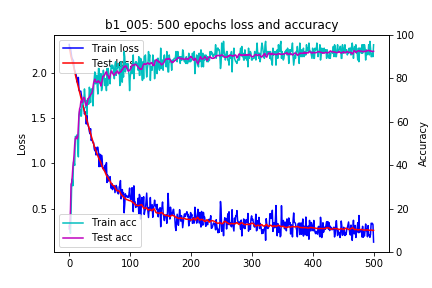 b1_005: 500 epochs loss and accuracy
Train loss
Test loss
Train acc
Test acc
Loss
2.0
1.5
1.0
0.5
Accuracy
100
80
60
40
20
0
0
100
200
300
400
500